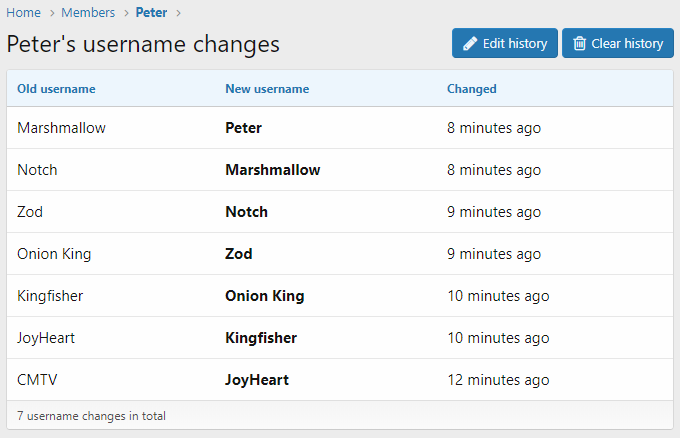 Home > Members > Peter >
Peter's username changes
Edit history
Clear history
Old username New username Changed
Marshmallow Peter 8 minutes ago
Notch Marshmallow 8 minutes ago
Zod Notch 9 minutes ago
Onion King Zod 9 minutes ago
Kingfisher Onion King 10 minutes ago
JoyHeart Kingfisher 10 minutes ago
CMTV JoyHeart 12 minutes ago
7 username changes in total